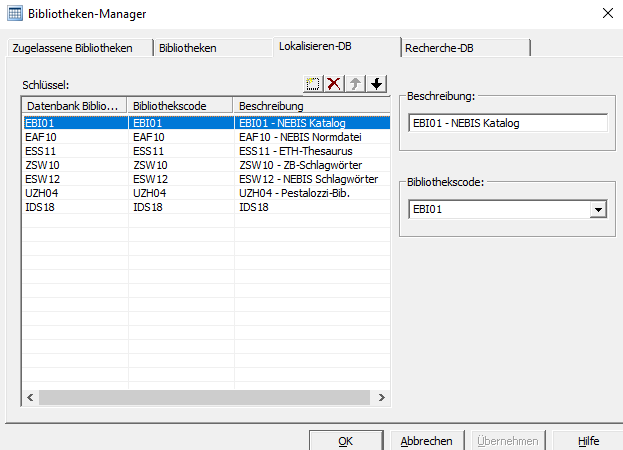 Bibliotheken-Manager
Zugelassene Bibliotheken Bibliotheken Lokalisieren-DB Recherche-DB
Schlüssel:
Datenbank Biblio... Bibliothekscode Beschreibung
EBI01 EBI01 EBI01 - NEBIS Katalog
EAF10 EAF10 EAF10 - NEBIS Normdatei
ESS11 ESS11 ESS11 - ETH-Thesaurus
ZSW10 ZSW10 ZSW10 - ZB-Schlagwörter
ESW12 ESW12 ESW12 - NEBIS Schlagwörter
UZH04 UZH04 UZH04 - Pestalozzi-Bib.
IDS18 IDS18 IDS18
Beschreibung:
EBI01 - NEBIS Katalog
Bibliothekscode:
EBI01
OK Abbrechen Übernehmen Hilfe